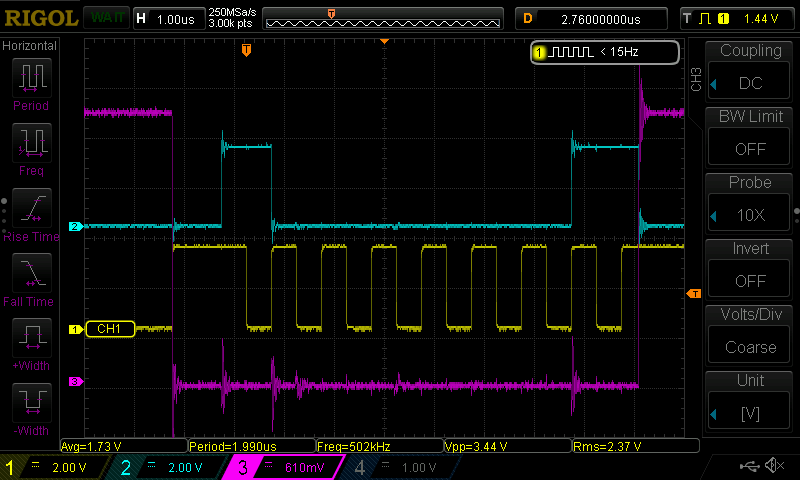 RIGOL WAIT H 1.00us 250MSa/s 3.00k pts T D 2.76000000us T 1 1.44 V
Horizontal
Period
Freq
Rise Time
Fall Time
+Width
-Width
T
1 < 15Hz
2
1 CH1
3
T
CH3
Coupling
DC
BW Limit
OFF
Probe
10X
Invert
OFF
Volts/Div
Coarse
Unit
[V]
Avg=1.73 V Period=1.990us Freq=502kHz Vpp=3.44 V Rms=2.37 V
1 2.00 V 2 2.00 V 3 610mV 4 1.00 V